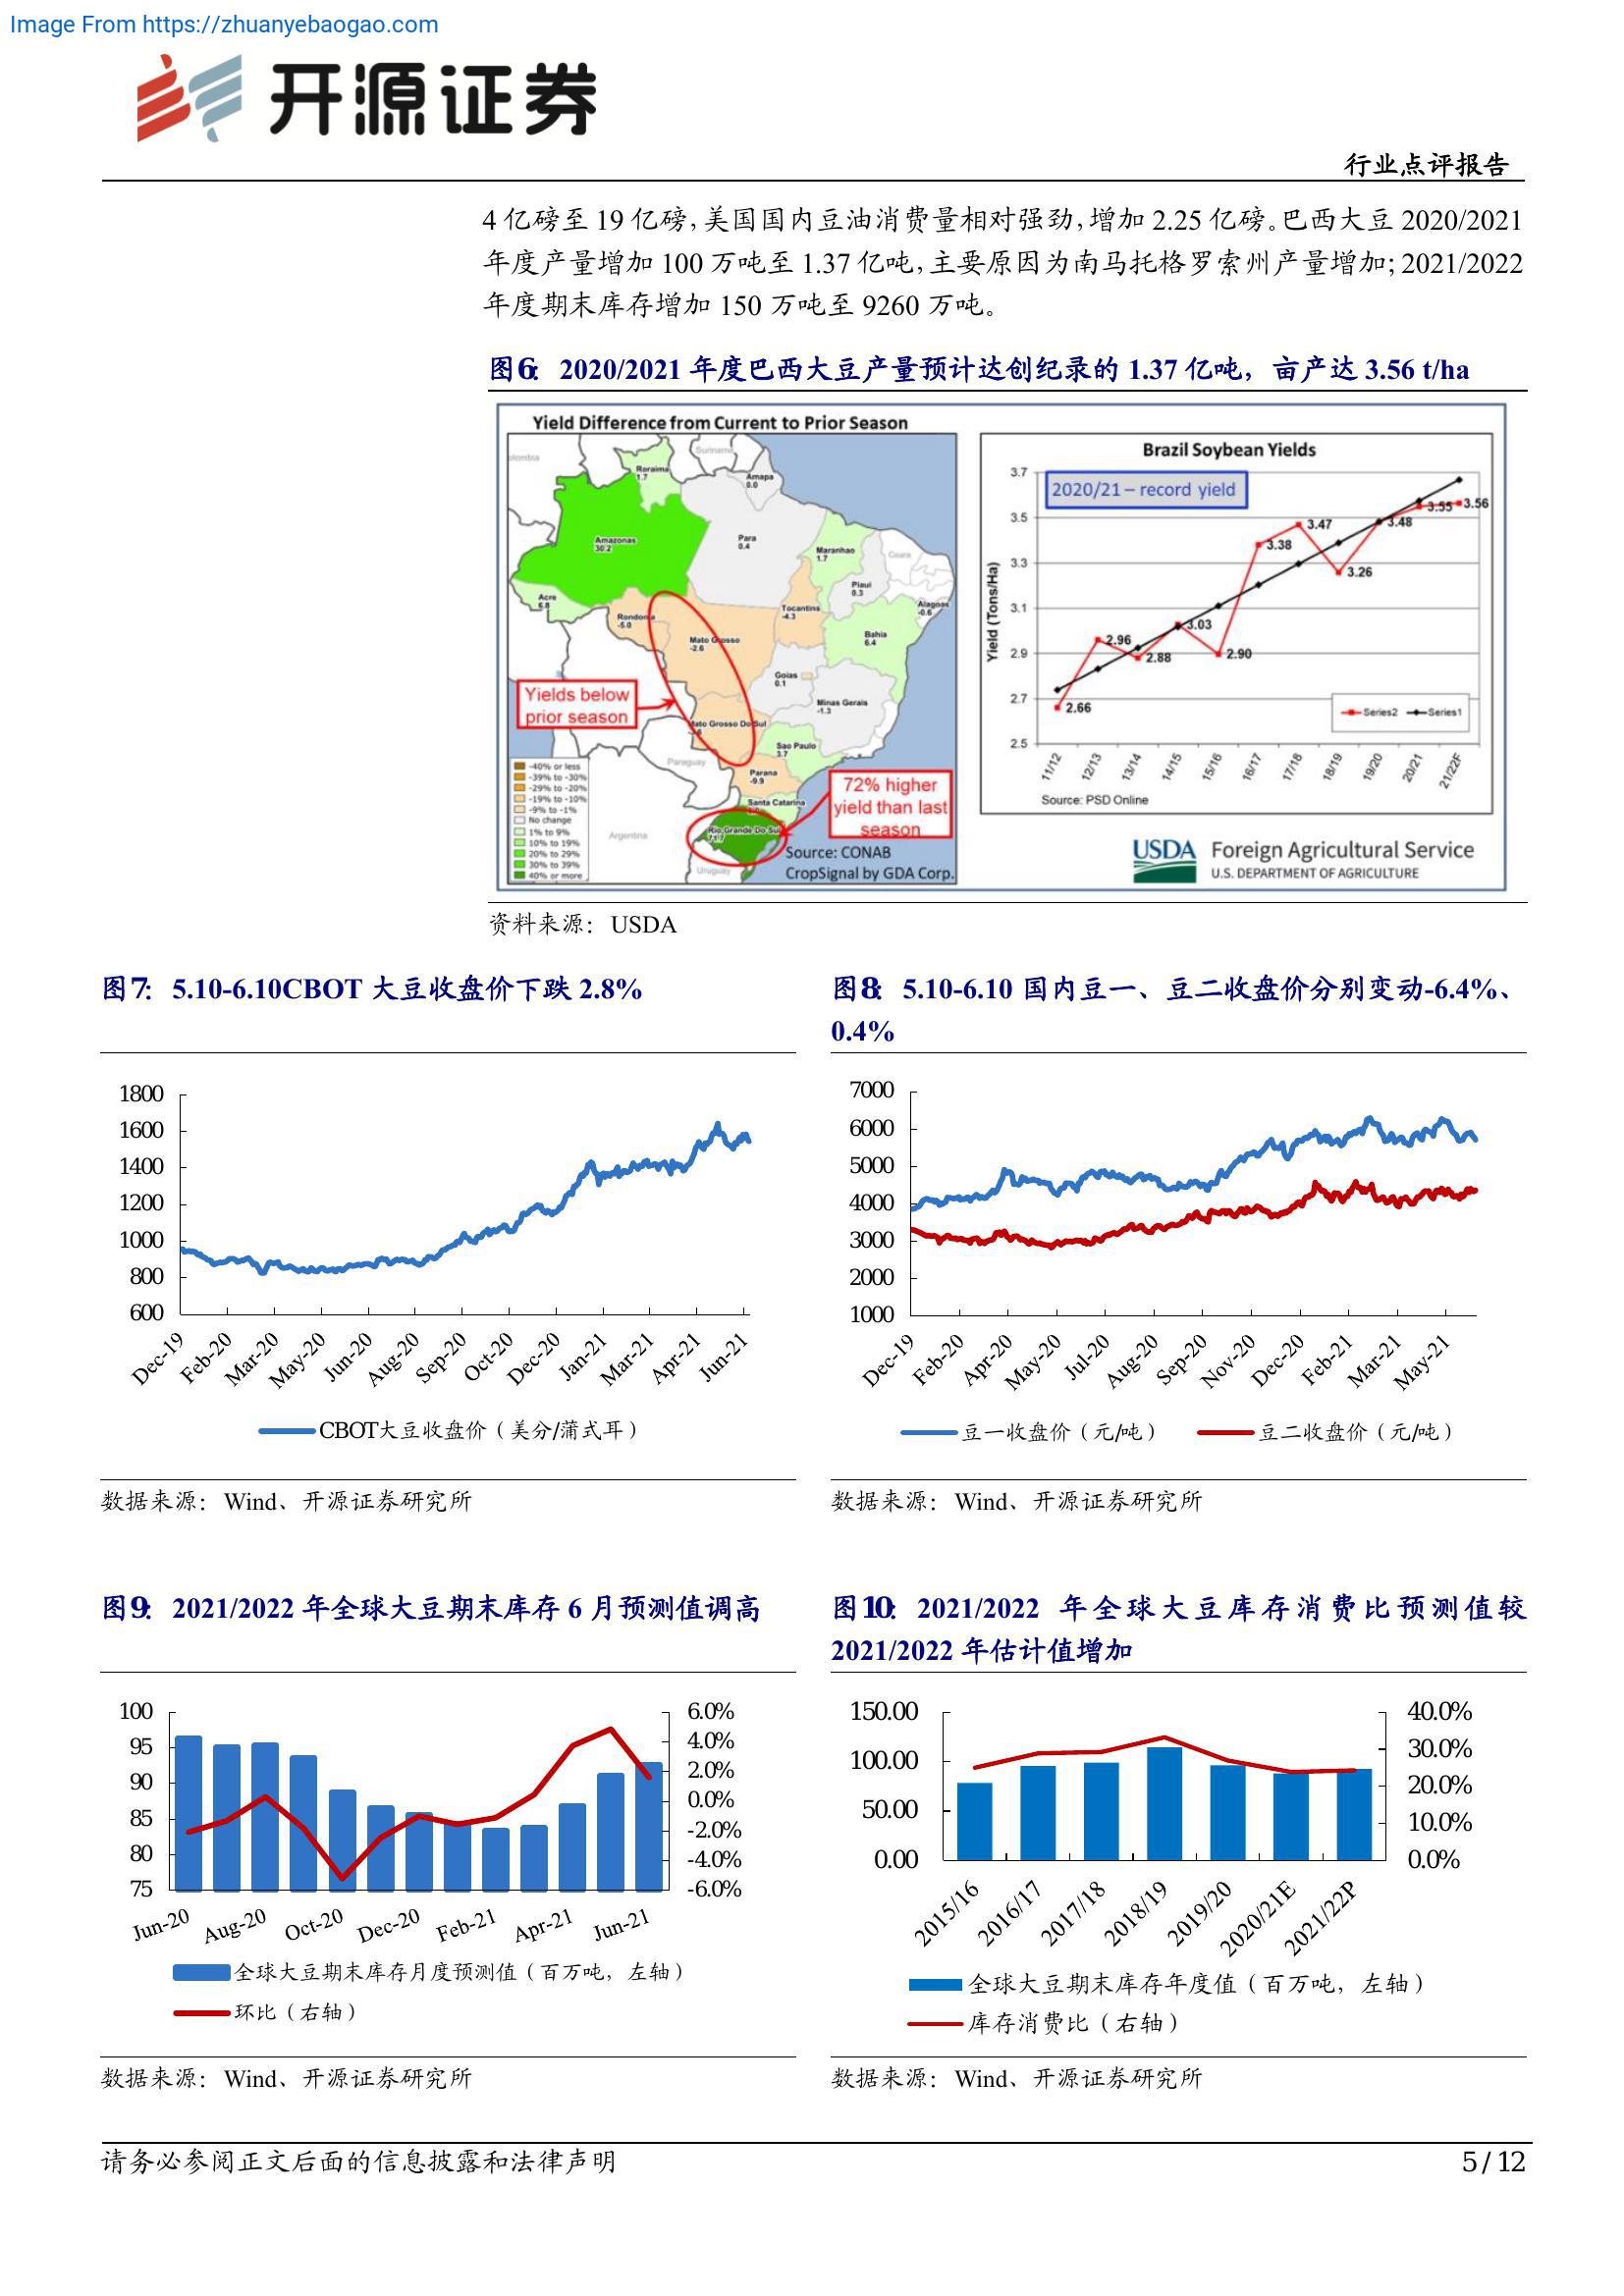 Image From https://zhuanyebaogao.com
开源证券
行业点评报告
4 亿磅至 19 亿磅，美国国内豆油消费量相对强劲，增加 2.25 亿磅。巴西大豆 2020/2021
年度产量增加 100 万吨至 1.37 亿吨，主要原因为南马托格罗索州产量增加；2021/2022
年度期末库存增加 150 万吨至 9260 万吨。
图6： 2020/2021 年度巴西大豆产量预计达创纪录的 1.37 亿吨，亩产达 3.56 t/ha
Yield Difference from Current to Prior Season
olombia
Suriname
Roraima
1.7
Amapa
0.0
Amazonas
30.2
Para
0.4
Maranhao
1.7
Ceara
Piaui
0.3
Acre
6.8
Rondonia
-5.0
Tocantins
-4.3
Alagoas
-0.6
Mato Grosso
-2.6
Bahia
6.4
Goias
0.1
Yields below
prior season
Minas Gerais
-1.3
Mato Grosso Do Sul
Sao Paulo
3.7
Paraguay
Parana
-9.9
Santa Catarina
72% higher
yield than last
season
Rio Grande Do Sul
71.7
Argentina
Uruguay
-40% or less
-39% to -30%
-29% to -20%
-19% to -10%
-9% to -1%
No change
1% to 9%
10% to 19%
20% to 29%
30% to 39%
40% or more
Source: CONAB
CropSignal by GDA Corp.
Brazil Soybean Yields
2020/21 – record yield
Yield (Tons/Ha)
3.7
3.5
3.3
3.1
2.9
2.7
2.5
2.66
2.96
2.88
3.03
2.90
3.38
3.47
3.26
3.48
3.55
3.56
Series2
Series1
11/12
12/13
13/14
14/15
15/16
16/17
17/18
18/19
19/20
20/21
21/22F
Source: PSD Online
USDA
Foreign Agricultural Service
U.S. DEPARTMENT OF AGRICULTURE
资料来源：USDA
图7： 5.10-6.10CBOT 大豆收盘价下跌 2.8%
1800
1600
1400
1200
1000
800
600
Dec-19
Feb-20
Mar-20
May-20
Jun-20
Aug-20
Sep-20
Oct-20
Dec-20
Jan-21
Mar-21
Apr-21
Jun-21
CBOT大豆收盘价（美分/蒲式耳）
数据来源：Wind、开源证券研究所
图8： 5.10-6.10 国内豆一、豆二收盘价分别变动-6.4%、
0.4%
7000
6000
5000
4000
3000
2000
1000
Dec-19
Feb-20
Apr-20
May-20
Jul-20
Aug-20
Sep-20
Nov-20
Dec-20
Feb-21
Mar-21
May-21
豆一收盘价（元/吨）
豆二收盘价（元/吨）
数据来源：Wind、开源证券研究所
图9： 2021/2022 年全球大豆期末库存 6 月预测值调高
100
95
90
85
80
75
6.0%
4.0%
2.0%
0.0%
-2.0%
-4.0%
-6.0%
Jun-20
Aug-20
Oct-20
Dec-20
Feb-21
Apr-21
Jun-21
全球大豆期末库存月度预测值（百万吨，左轴）
环比（右轴）
数据来源：Wind、开源证券研究所
图10： 2021/2022 年全球大豆库存消费比预测值较
2021/2022 年估计值增加
150.00
100.00
50.00
0.00
40.0%
30.0%
20.0%
10.0%
0.0%
2015/16
2016/17
2017/18
2018/19
2019/20
2020/21E
2021/22P
全球大豆期末库存年度值（百万吨，左轴）
库存消费比（右轴）
数据来源：Wind、开源证券研究所
请务必参阅正文后面的信息披露和法律声明
5 / 12